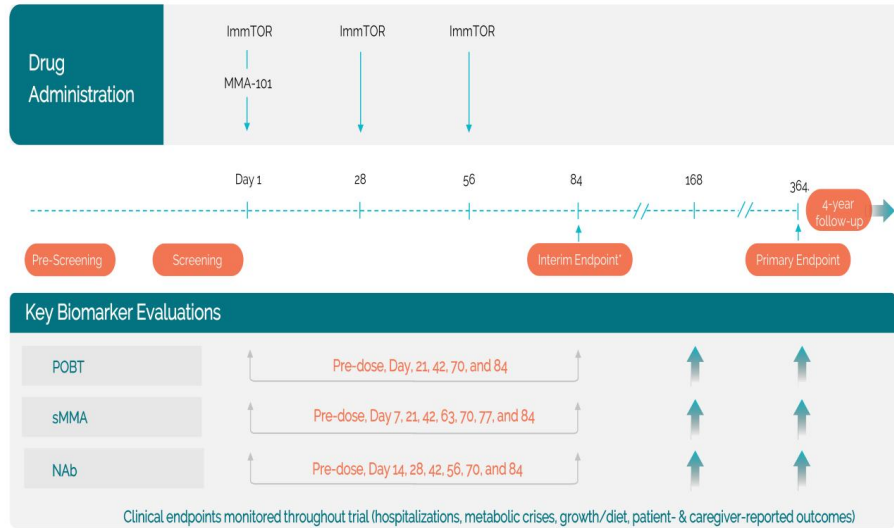 Drug
Administration
ImmTOR
ImmTOR
ImmTOR
MMA-101
Day 1
28
56
84
168
364.
4-year
follow-up
Pre-Screening
Screening
Interim Endpoint*
Primary Endpoint
Key Biomarker Evaluations
POBT
Pre-dose, Day, 21, 42, 70, and 84
sMMA
Pre-dose, Day 7, 21, 42, 63, 70, 77, and 84
NAb
Pre-dose, Day 14, 28, 42, 56, 70, and 84
Clinical endpoints monitored throughout trial (hospitalizations, metabolic crises, growth/diet, patient- & caregiver-reported outcomes)